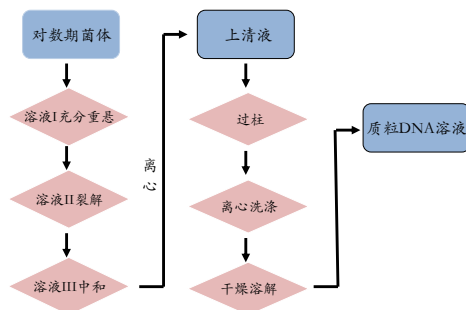 对数期菌体
溶液I充分重悬
溶液II裂解
溶液III中和
离心
上清液
过柱
离心洗涤
干燥溶解
质粒DNA溶液